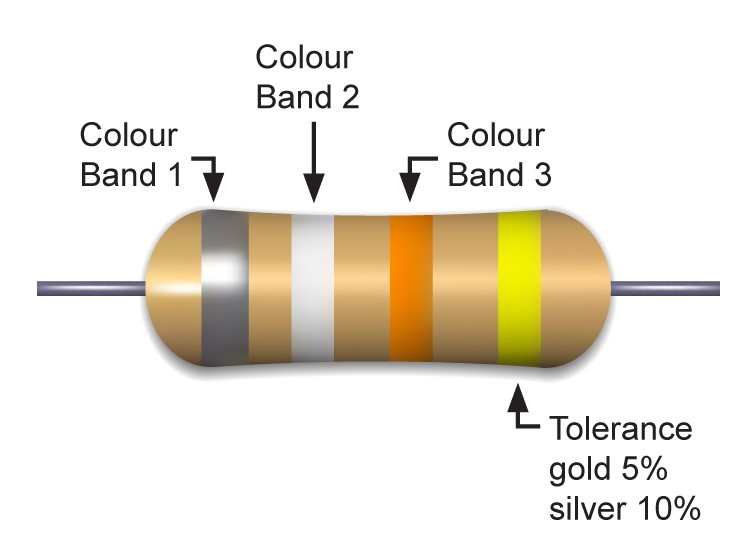 Colour
Band 1
Colour
Band 2
Colour
Band 3
Tolerance
gold 5%
silver 10%